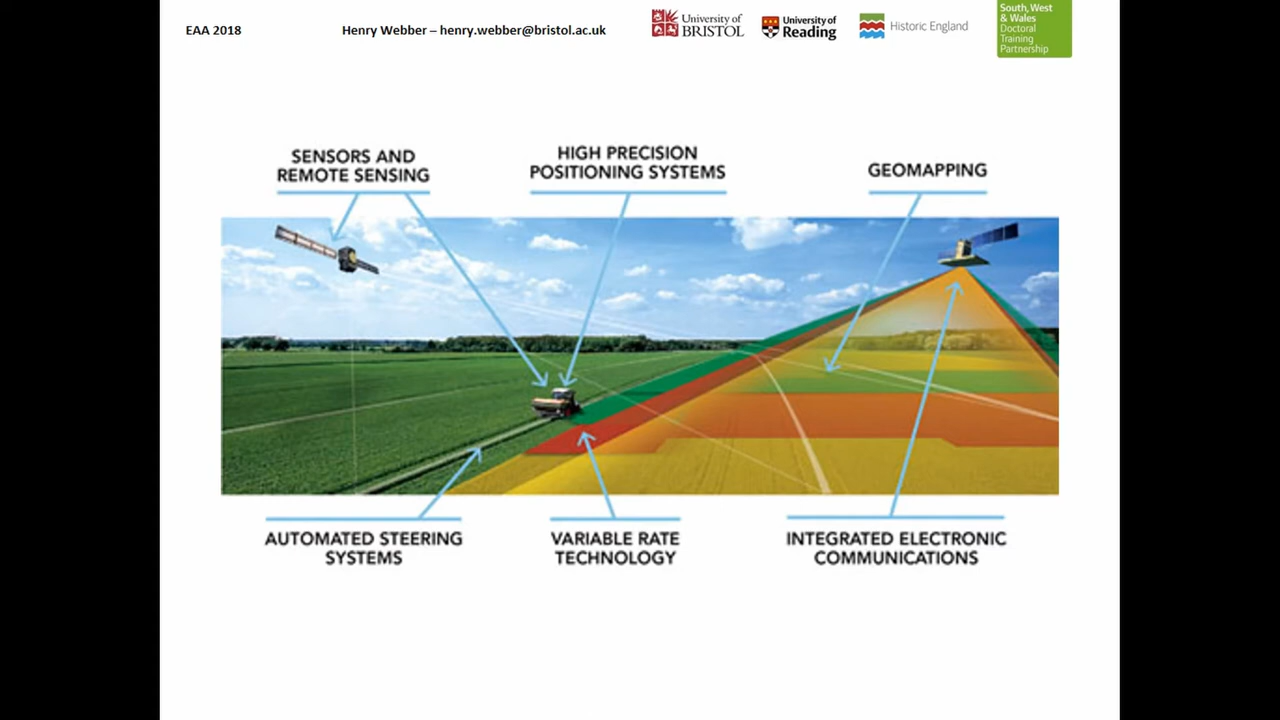 EAA 2018
Henry Webber – henry.webber@bristol.ac.uk
University of
BRISTOL
University of
Reading
Historic England
South, West
& Wales
Doctoral
Training
Partnership
SENSORS AND
REMOTE SENSING
HIGH PRECISION
POSITIONING SYSTEMS
GEOMAPPING
AUTOMATED STEERING
SYSTEMS
VARIABLE RATE
TECHNOLOGY
INTEGRATED ELECTRONIC
COMMUNICATIONS